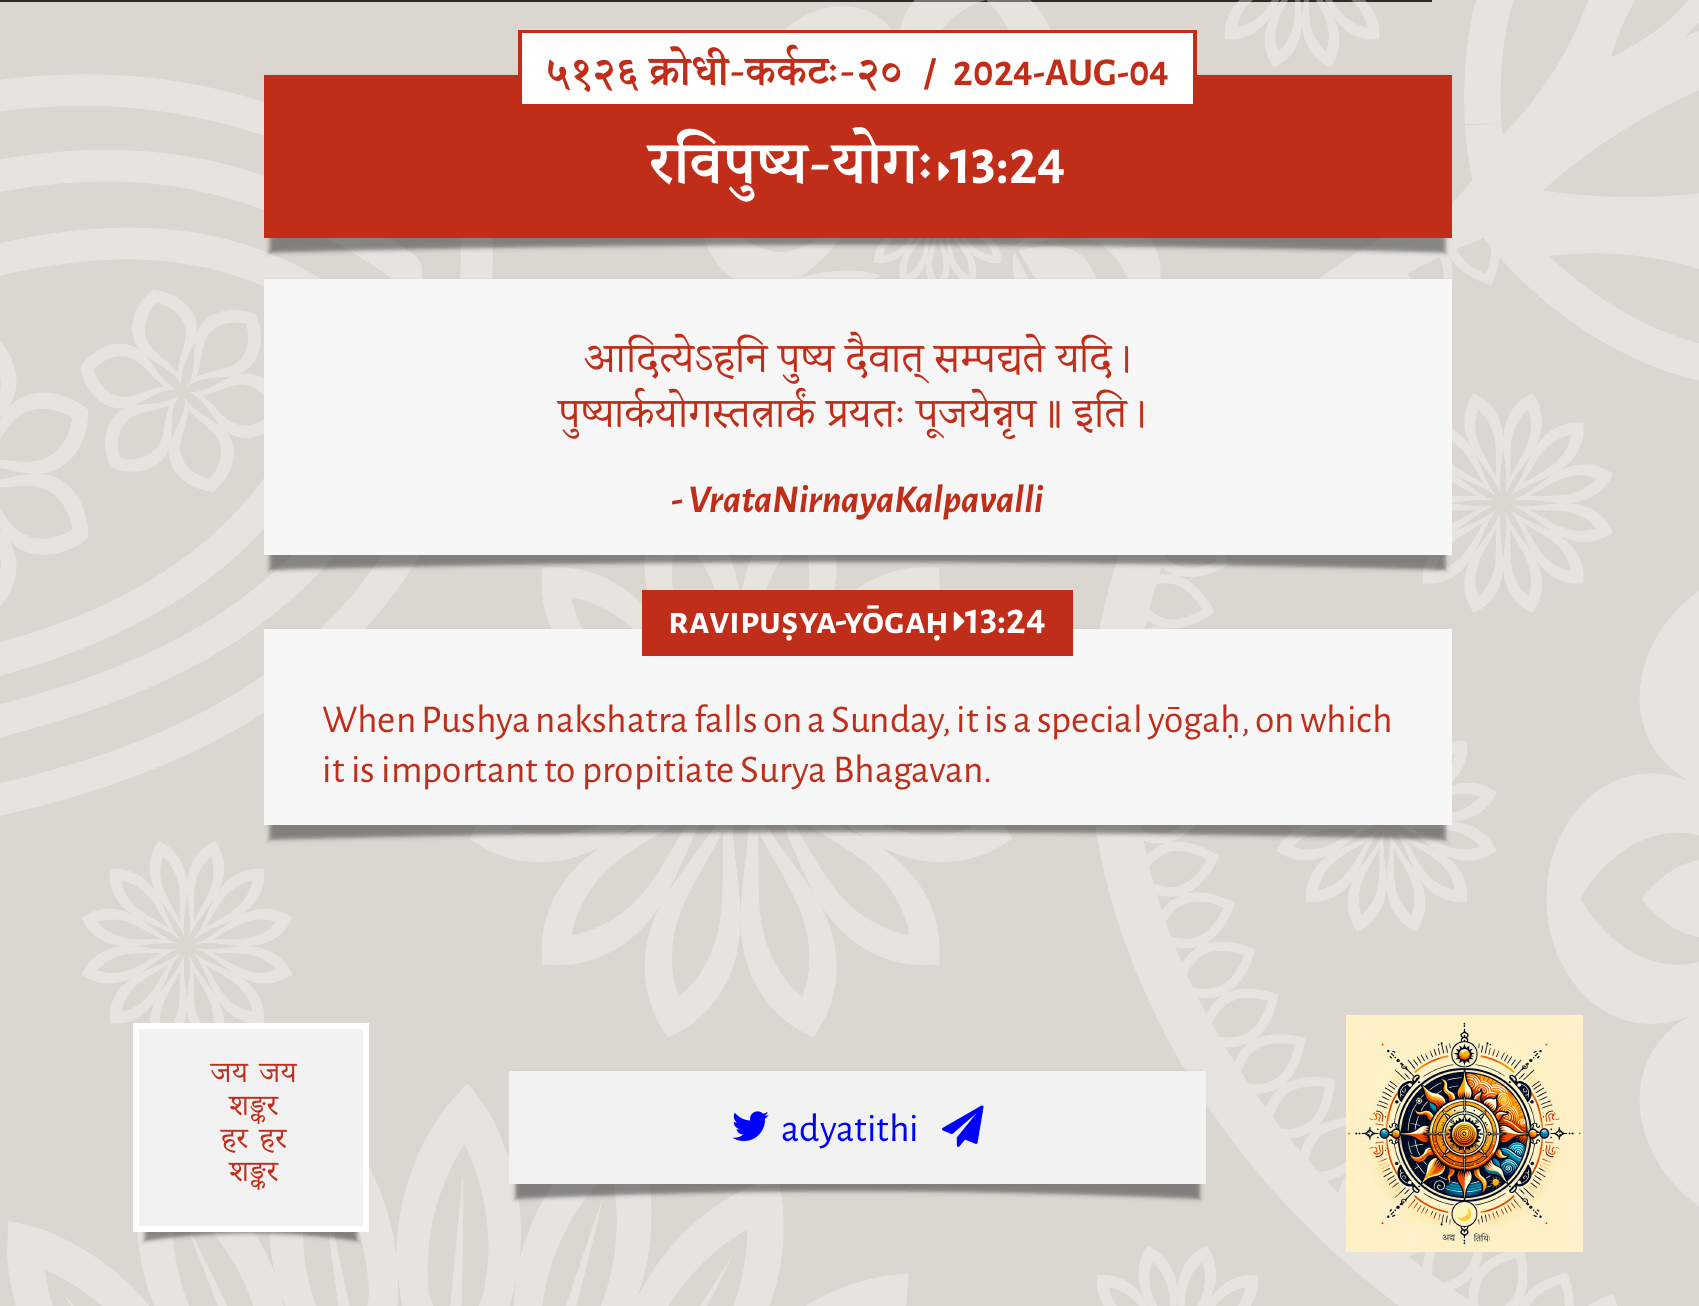 ५१२६ क्रोधी-कर्कटः-२० / 2024-AUG-04
रविपुष्य-योगः▸13:24
आदित्येऽहनि पुष्य दैवात् सम्पद्यते यदि।
पुष्यार्कयोगस्तत्रार्कं प्रयतः पूजयेन्नृप॥ इति।
- VrataNirnayaKalpavalli
RAVIPUṢYA-YŌGAḤ▸13:24
When Pushya nakshatra falls on a Sunday, it is a special yōgaḥ, on which
it is important to propitiate Surya Bhagavan.
जय जय
शङ्कर
हर हर
शङ्कर
adyatithi
अद्य तिथिः